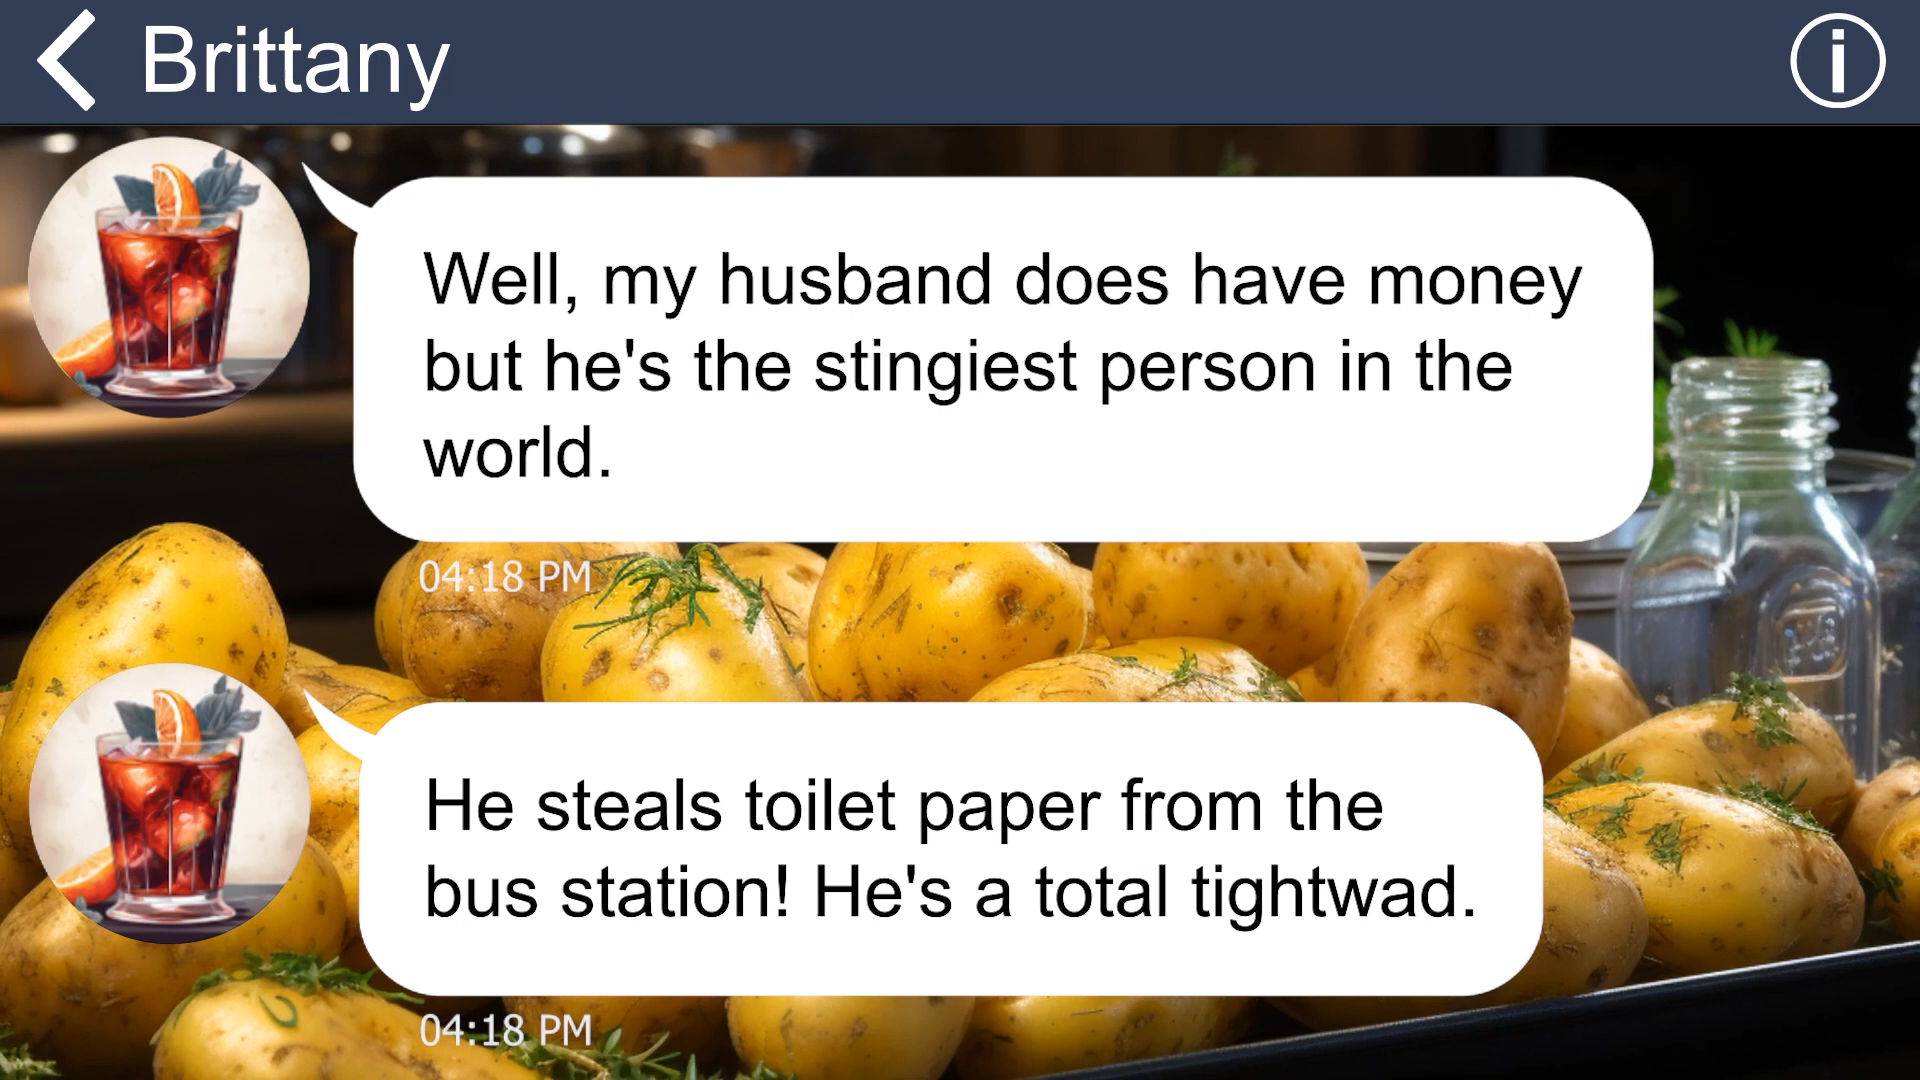 Brittany
Well, my husband does have money
but he's the stingiest person in the
world.
04:18 PM
He steals toilet paper from the
bus station! He's a total tightwad.
04:18 PM